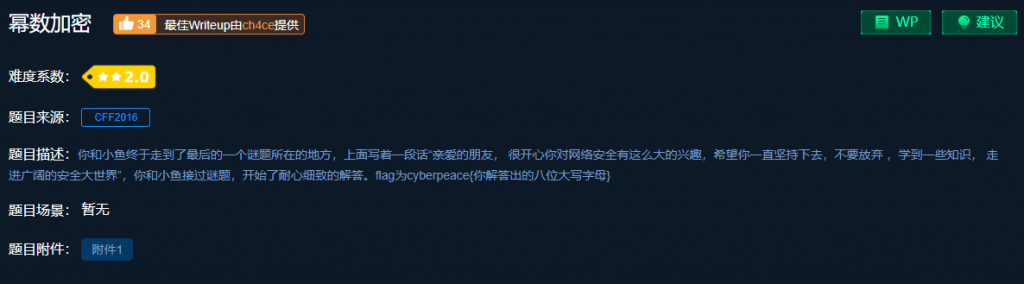 幂数加密 34 最佳Writeup由ch4ce提供 WP 建议
难度系数： 2.0
题目来源： CFF2016
题目描述：你和小鱼终于走到了最后的一个谜题所在的地方，上面写着一段话“亲爱的朋友， 很开心你对网络安全有这么大的兴趣，希望你一直坚持下去，不要放弃 ，学到一些知识， 走
进广阔的安全大世界”，你和小鱼接过谜题，开始了耐心细致的解答。flag为cyberpeace{你解答出的八位大写字母}
题目场景： 暂无
题目附件： 附件1